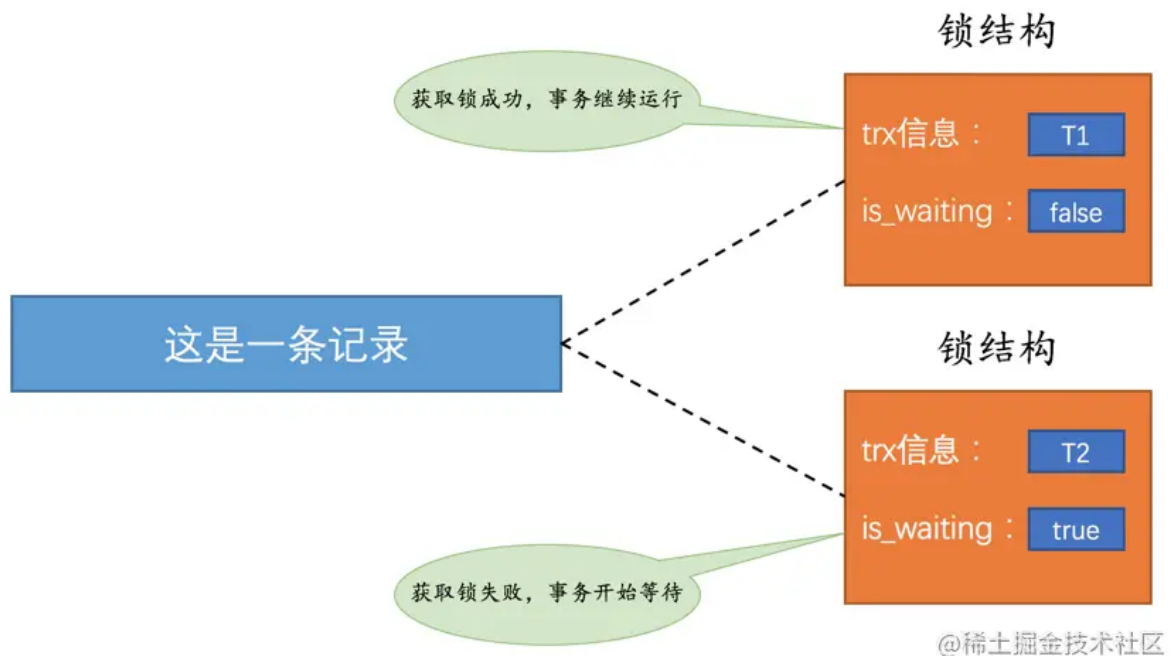 锁结构
获取锁成功，事务继续运行
trx信息： T1
is_waiting： false
这是一条记录
锁结构
trx信息： T2
is_waiting： true
获取锁失败，事务开始等待
@稀土掘金技术社区